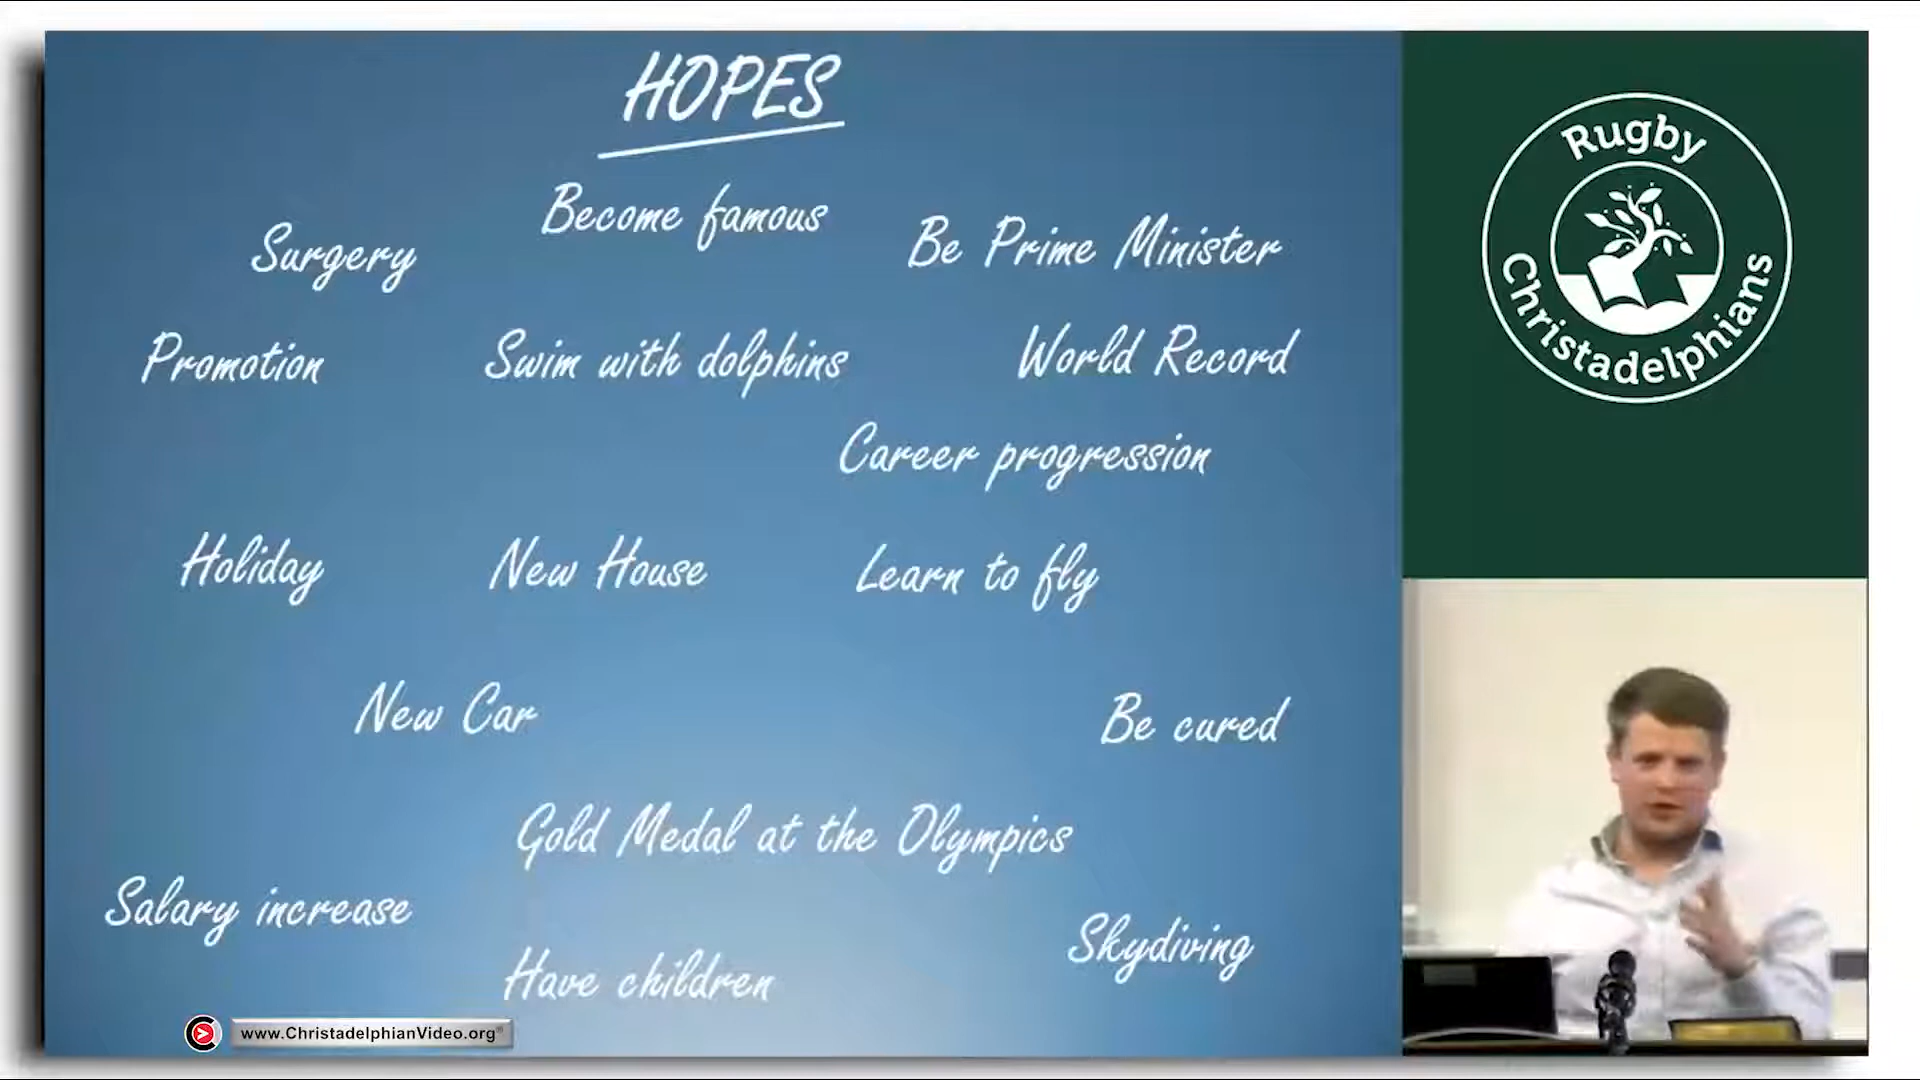 HOPES
Become famous
Surgery
Be Prime Minister
Promotion
Swim with dolphins
World Record
Career progression
Holiday
New House
Learn to fly
New Car
Be cured
Gold Medal at the Olympics
Salary increase
Skydiving
Have children
www.ChristadelphianVideo.org®
Rugby
Christadelphians